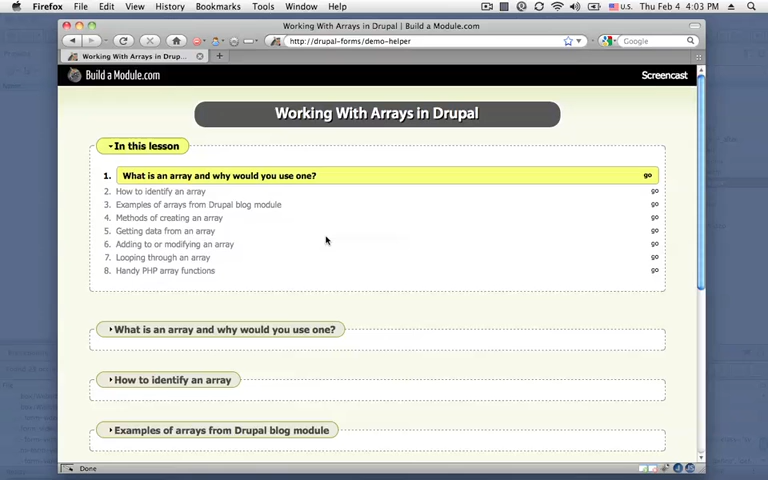 Firefox File Edit View History Bookmarks Tools Window Help U.S. Thu Feb 4 4:03 PM
Working With Arrays in Drupal | Build a Module.com
http://drupal-forms/demo-helper Google
Working With Arrays in Drup...
Build a Module.com Screencast
Working With Arrays in Drupal
In this lesson
1. What is an array and why would you use one? go
2. How to identify an array go
3. Examples of arrays from Drupal blog module go
4. Methods of creating an array go
5. Getting data from an array go
6. Adding to or modifying an array go
7. Looping through an array go
8. Handy PHP array functions go
What is an array and why would you use one?
How to identify an array
Examples of arrays from Drupal blog module
Done